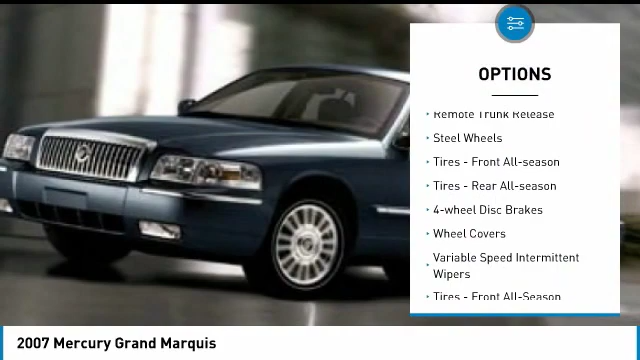 OPTIONS
Remote Trunk Release
Steel Wheels
Tires - Front All-season
Tires - Rear All-season
4-wheel Disc Brakes
Wheel Covers
Variable Speed Intermittent
Wipers
Tires - Front All-Season
2007 Mercury Grand Marquis